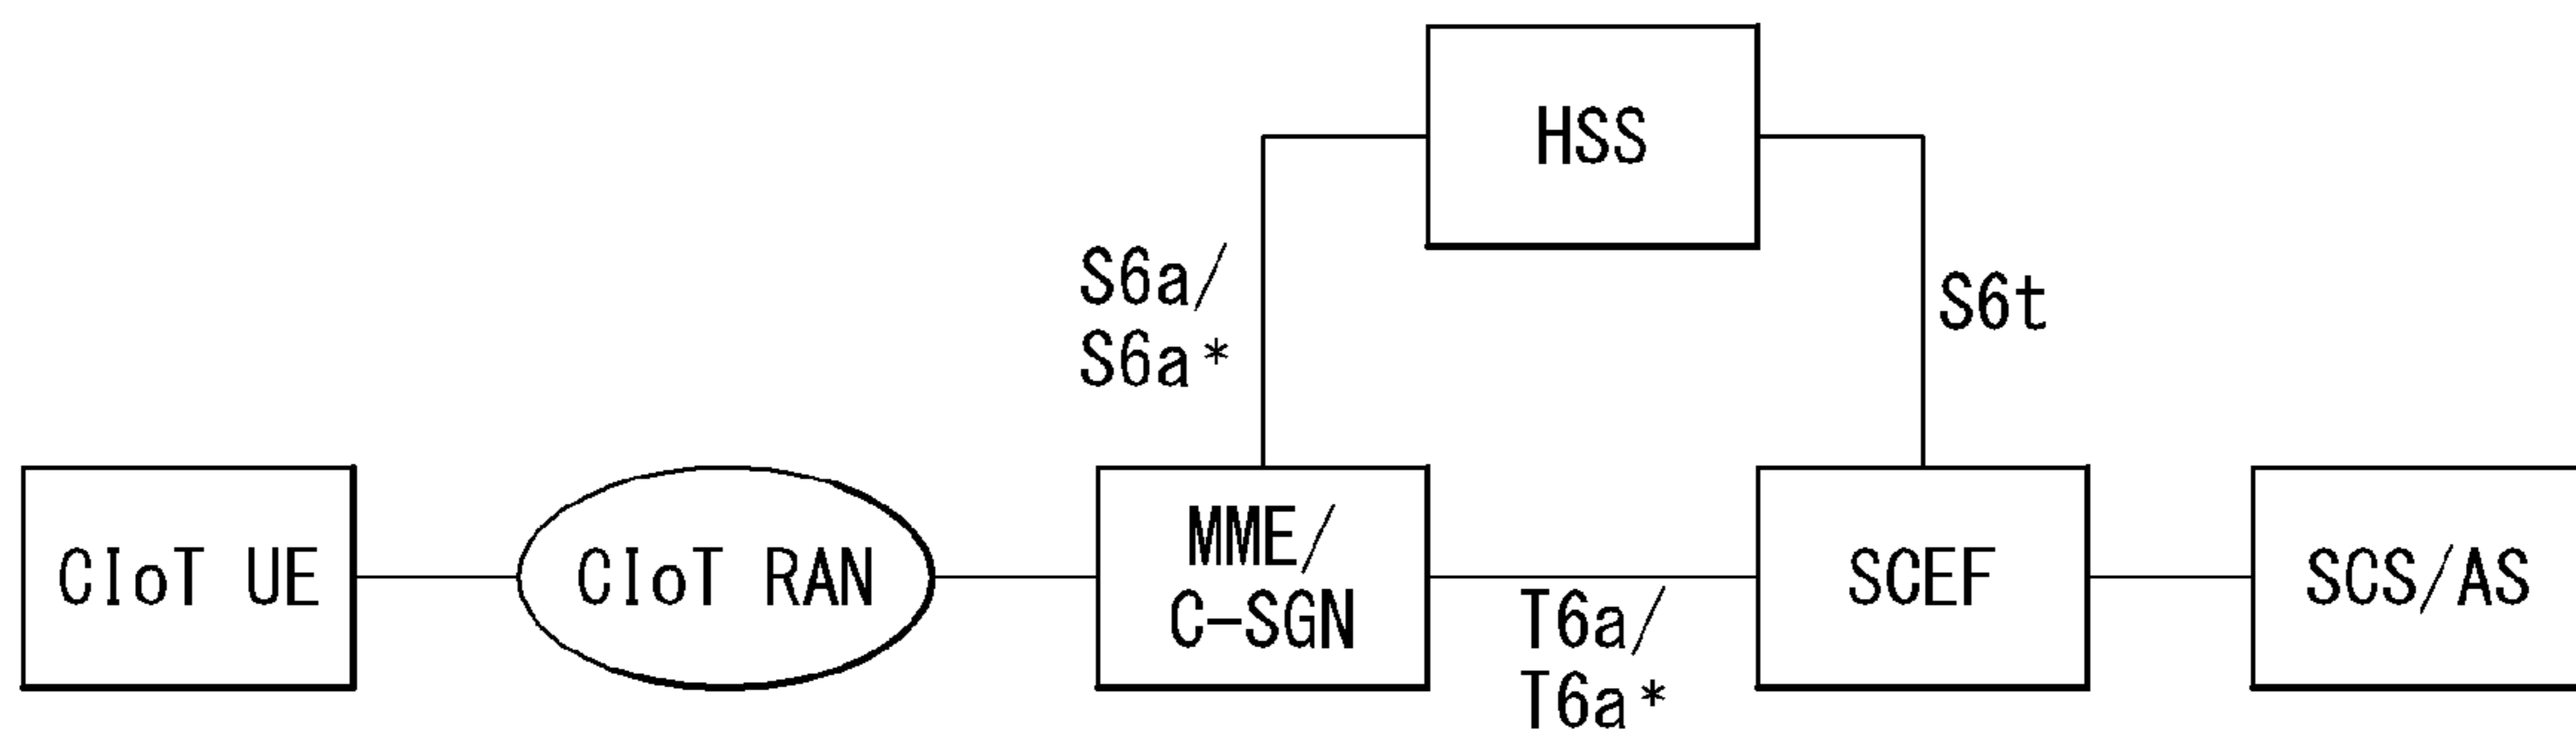 HSS
S6a/
S6a*
S6t
CIoT UE
CIoT RAN
MME/
C-SGN
T6a/
T6a*
SCEF
SCS/AS